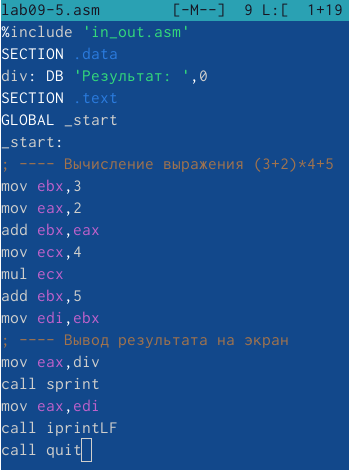 lab09-5.asm [-M--] 9 L:[ 1+19
%include 'in_out.asm'
SECTION .data
div: DB 'Результат: ',0
SECTION .text
GLOBAL _start
_start:
; ---- Вычисление выражения (3+2)*4+5
mov ebx,3
mov eax,2
add ebx,eax
mov ecx,4
mul ecx
add ebx,5
mov edi,ebx
; ---- Вывод результата на экран
mov eax,div
call sprint
mov eax,edi
call iprintLF
call quit